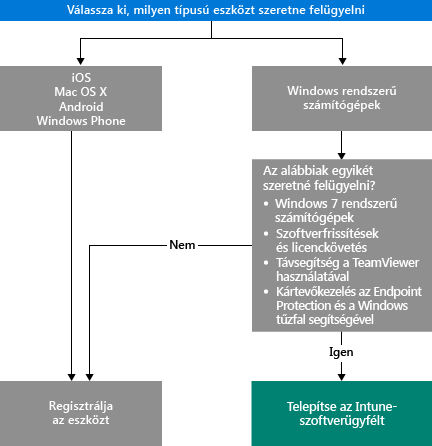 Válassza ki, milyen típusú eszközt szeretne felügyelni
iOS
Mac OS X
Android
Windows Phone
Windows rendszerű
számítógépek
Az alábbiak egyikét
szeretné felügyelni?
• Windows 7 rendszerű
számítógépek
• Szoftverfrissítések
és licenckövetés
• Távsegítség a TeamViewer
használatával
• Kártevőkezelés az Endpoint
Protection és a Windows
tűzfal segítségével
Nem
Igen
Regisztrálja
az eszközt
Telepítse az Intune-
szoftverügyfélt